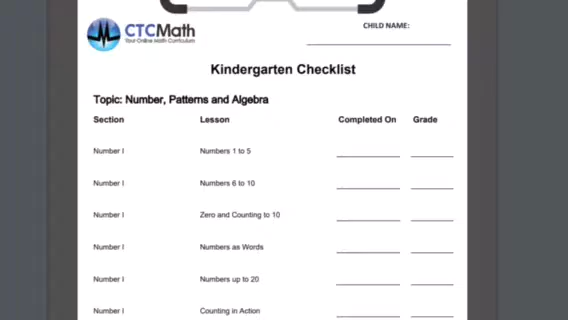 CTCMath
Your Online Math Curriculum
CHILD NAME:
Kindergarten Checklist
Topic: Number, Patterns and Algebra
Section Lesson Completed On Grade
Number I Numbers 1 to 5
Number I Numbers 6 to 10
Number I Zero and Counting to 10
Number I Numbers as Words
Number I Numbers up to 20
Number I Counting in Action